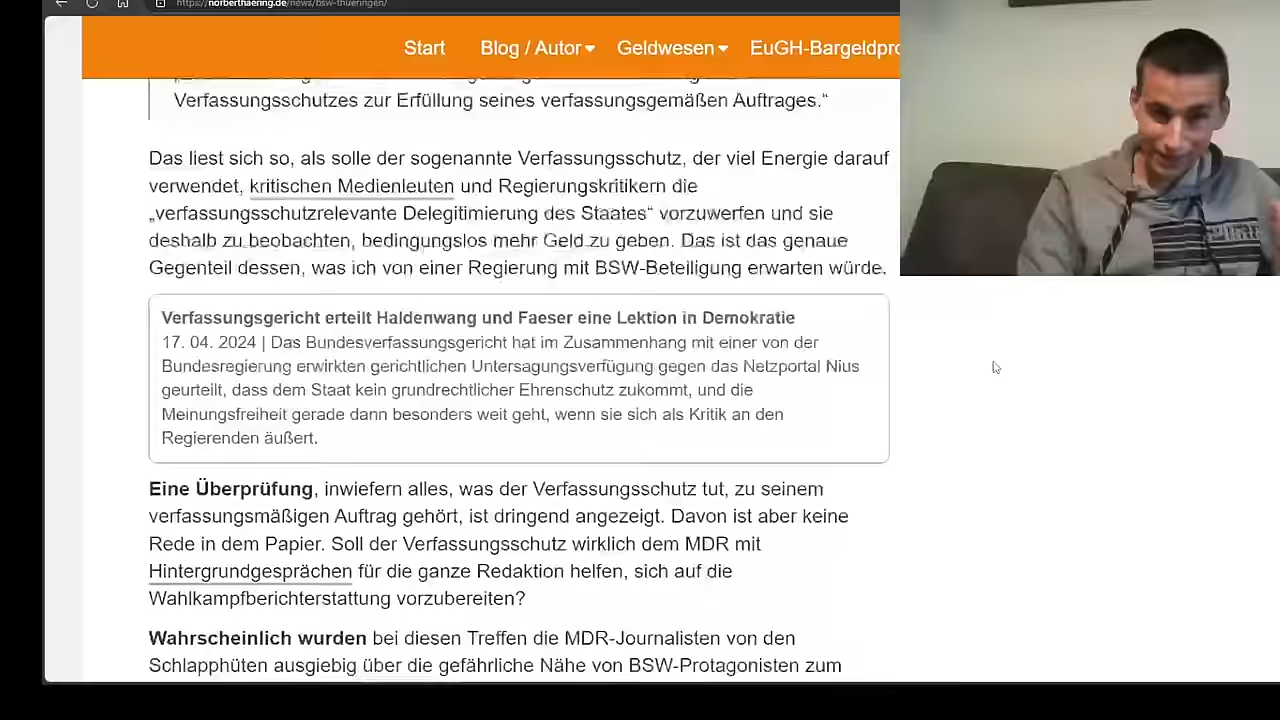 https://norberthaering.de/news/bsw-thueringen/
Start Blog / Autor Geldwesen EuGH-Bargeldpro
Verfassungsschutzes zur Erfüllung seines verfassungsgemäßen Auftrages.“
Das liest sich so, als solle der sogenannte Verfassungsschutz, der viel Energie darauf
verwendet, kritischen Medienleuten und Regierungskritikern die
„verfassungsschutzrelevante Delegitimierung des Staates“ vorzuwerfen und sie
deshalb zu beobachten, bedingungslos mehr Geld zu geben. Das ist das genaue
Gegenteil dessen, was ich von einer Regierung mit BSW-Beteiligung erwarten würde.
Verfassungsgericht erteilt Haldenwang und Faeser eine Lektion in Demokratie
17. 04. 2024 | Das Bundesverfassungsgericht hat im Zusammenhang mit einer von der
Bundesregierung erwirkten gerichtlichen Untersagungsverfügung gegen das Netzportal Nius
geurteilt, dass dem Staat kein grundrechtlicher Ehrenschutz zukommt, und die
Meinungsfreiheit gerade dann besonders weit geht, wenn sie sich als Kritik an den
Regierenden äußert.
Eine Überprüfung, inwiefern alles, was der Verfassungsschutz tut, zu seinem
verfassungsmäßigen Auftrag gehört, ist dringend angezeigt. Davon ist aber keine
Rede in dem Papier. Soll der Verfassungsschutz wirklich dem MDR mit
Hintergrundgesprächen für die ganze Redaktion helfen, sich auf die
Wahlkampfberichterstattung vorzubereiten?
Wahrscheinlich wurden bei diesen Treffen die MDR-Journalisten von den
Schlapphüten ausgiebig über die gefährliche Nähe von BSW-Protagonisten zum